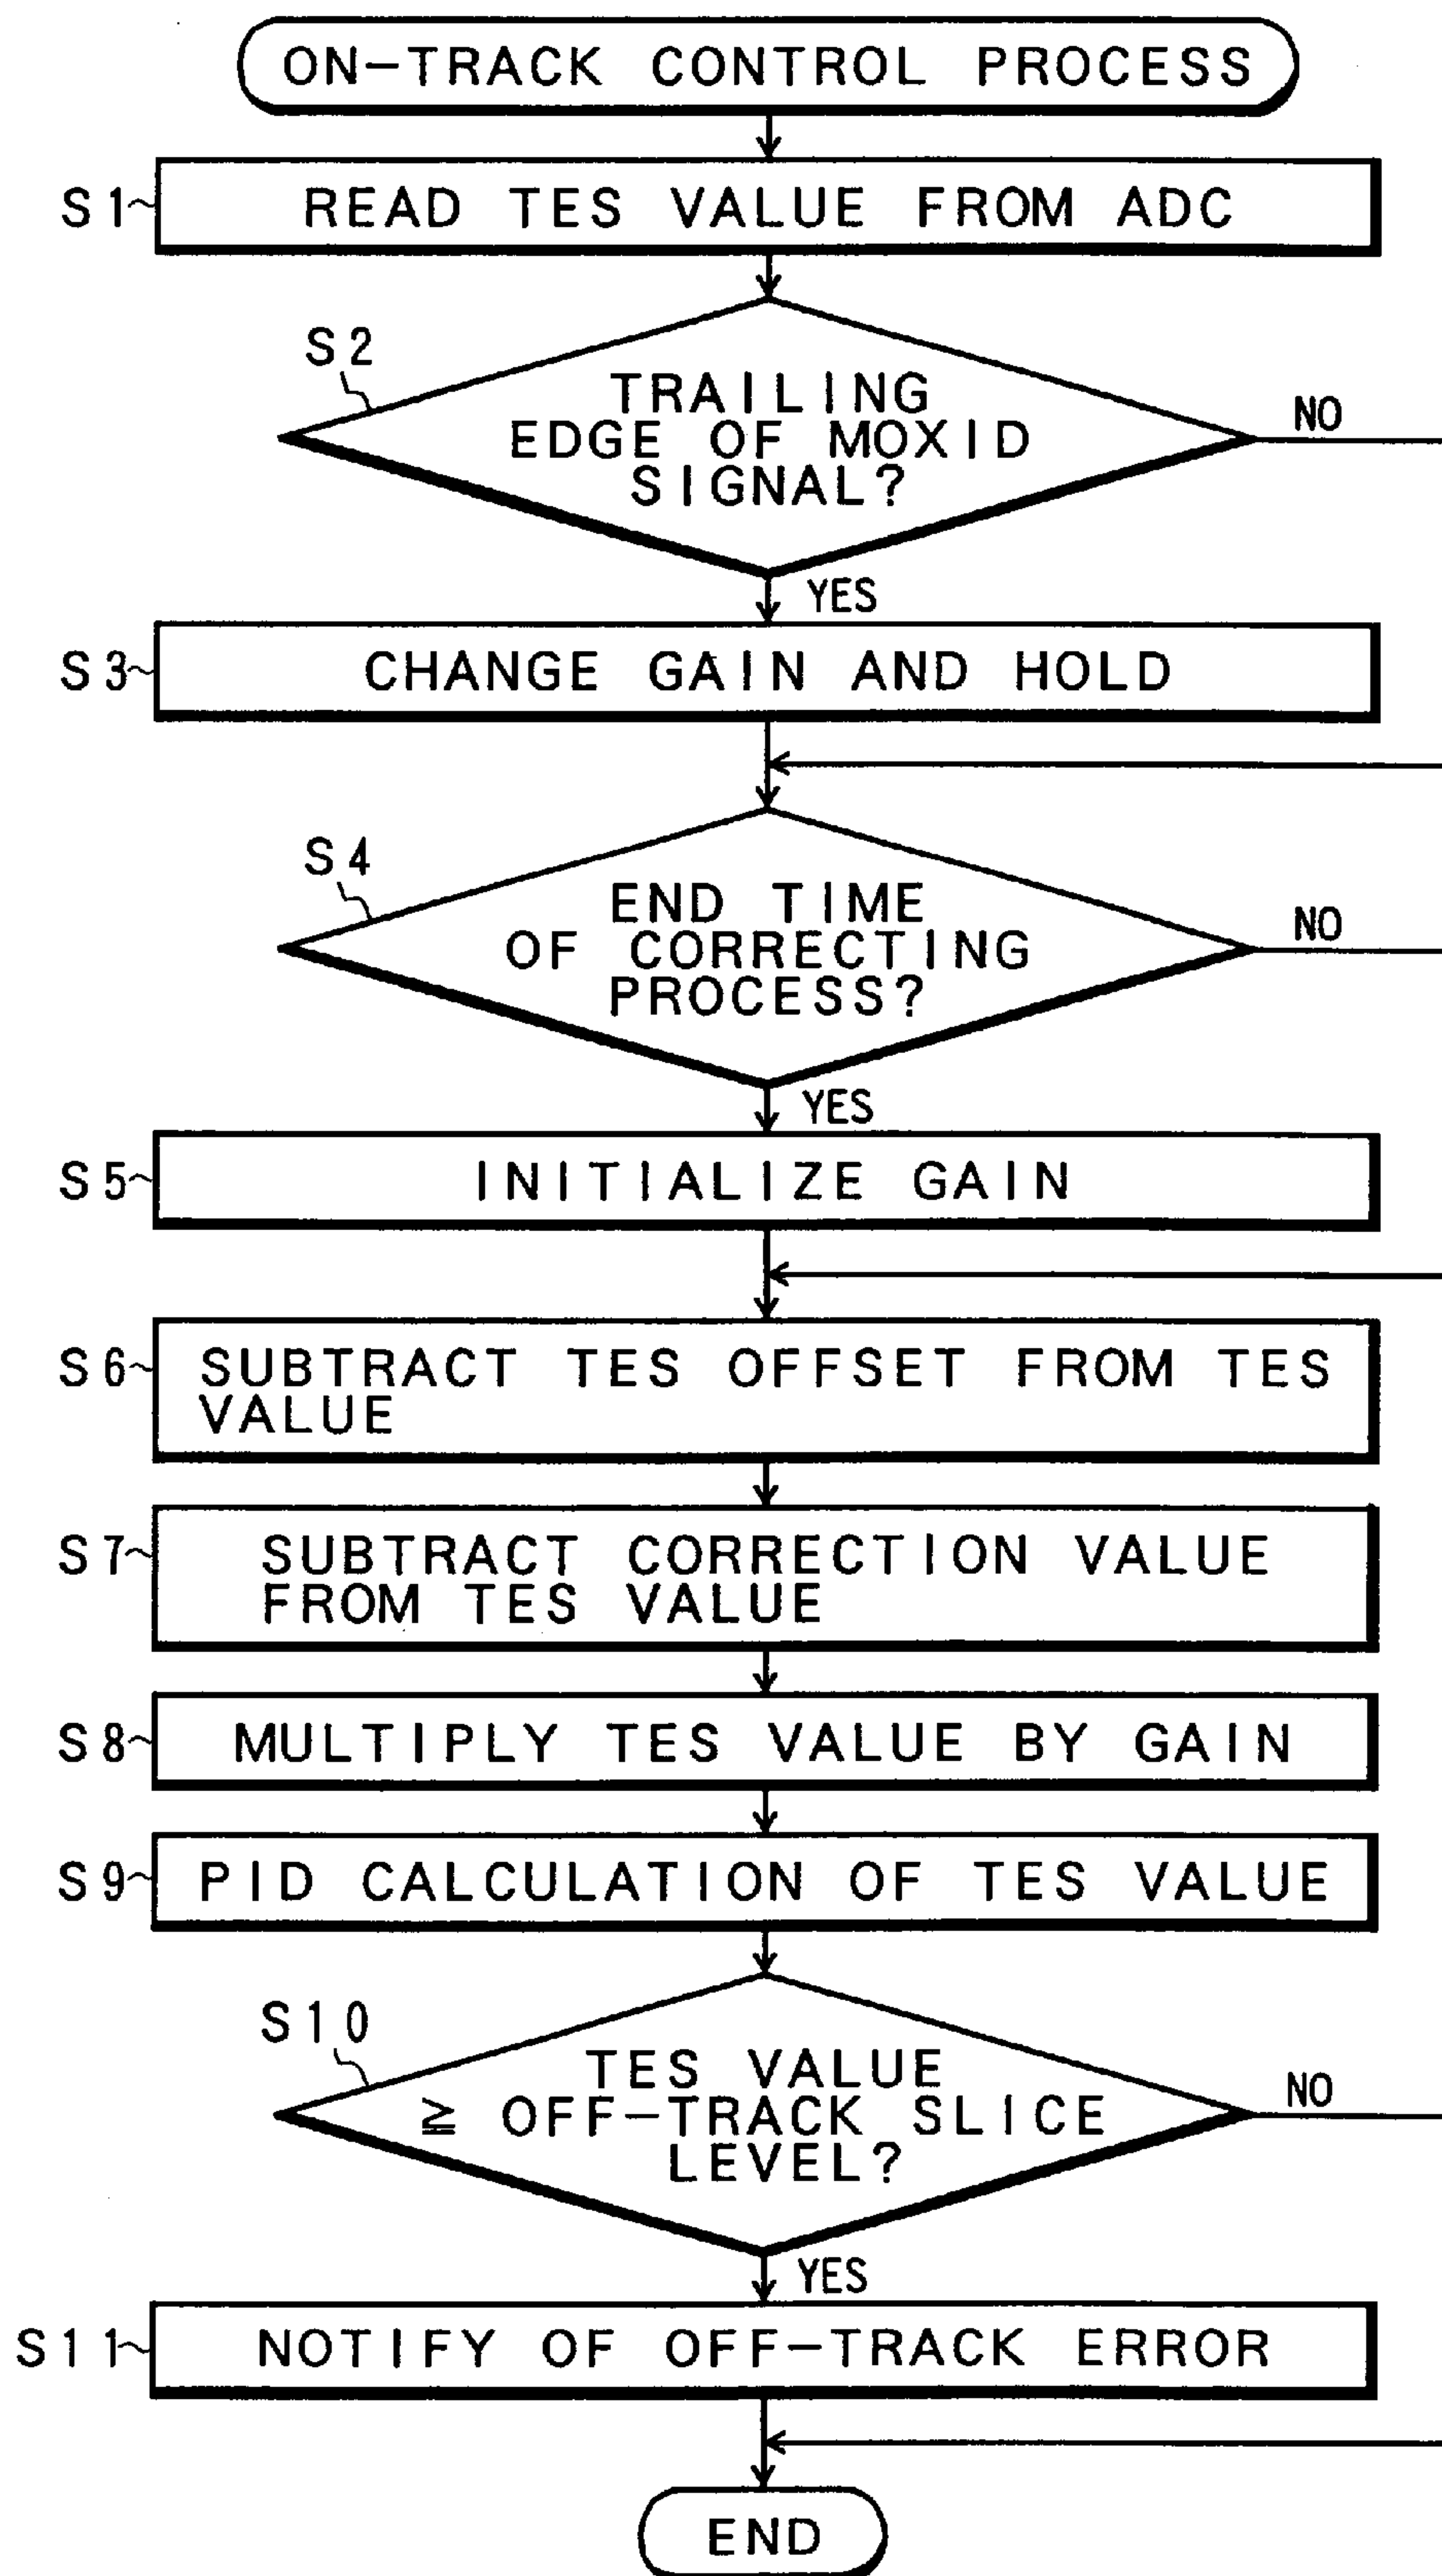 ON-TRACK CONTROL PROCESS
S1
READ TES VALUE FROM ADC
S2
TRAILING
EDGE OF MOXID
SIGNAL?
NO
YES
S3
CHANGE GAIN AND HOLD
S4
END TIME
OF CORRECTING
PROCESS?
NO
YES
S5
INITIALIZE GAIN
S6
SUBTRACT TES OFFSET FROM TES
VALUE
S7
SUBTRACT CORRECTION VALUE
FROM TES VALUE
S8
MULTIPLY TES VALUE BY GAIN
S9
PID CALCULATION OF TES VALUE
S10
TES VALUE
≧ OFF-TRACK SLICE
LEVEL?
NO
YES
S11
NOTIFY OF OFF-TRACK ERROR
END